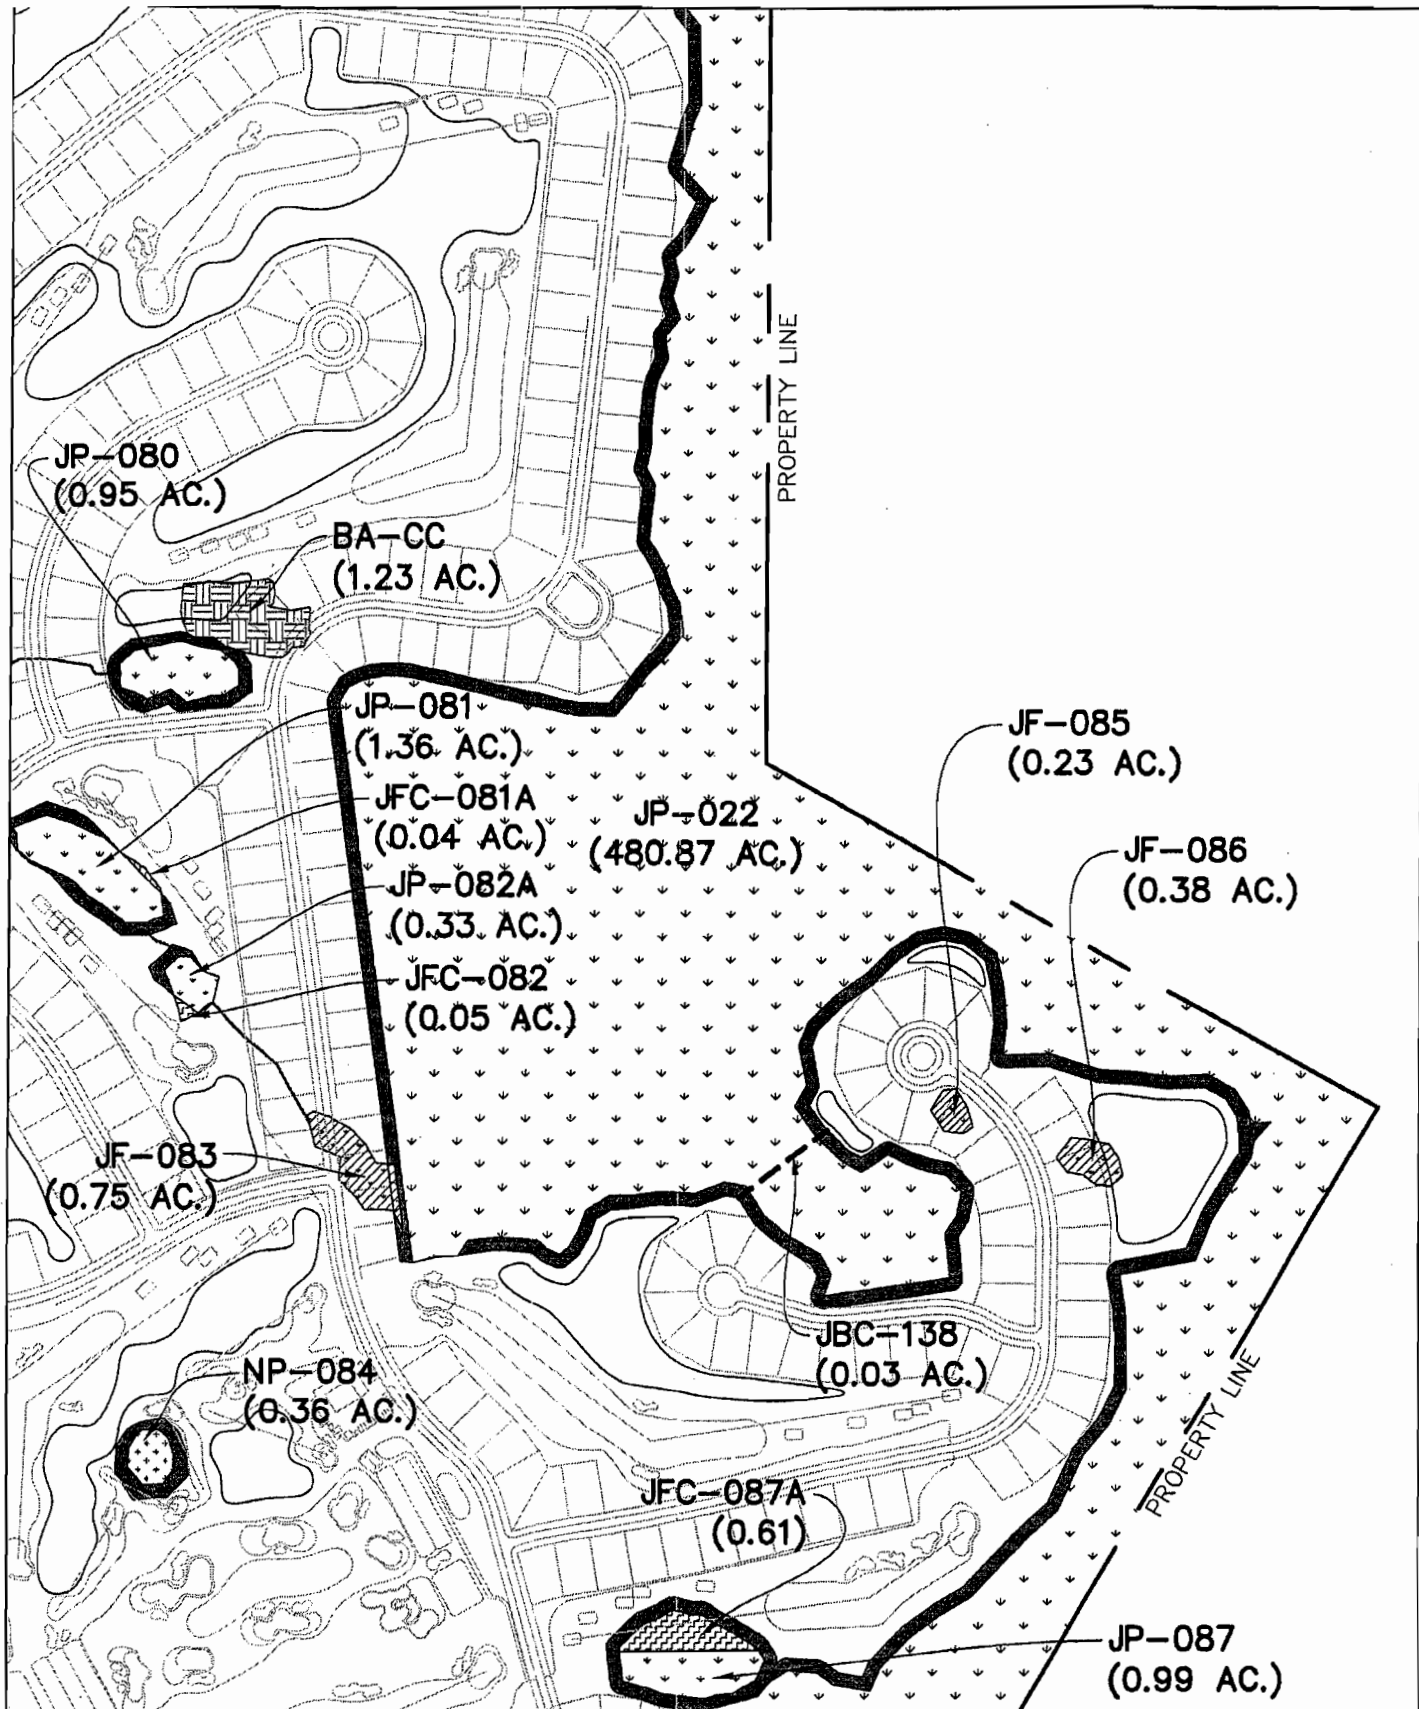 PROPERTY LINE
JP-080
(0.95 AC.)
BA-CC
(1.23 AC.)
JP-081
(1.36 AC.)
JFC-081A
(0.04 AC.)
JP-022
(480.87 AC.)
JP-082A
(0.33 AC.)
JFC-082
(0.05 AC.)
JF-085
(0.23 AC.)
JF-086
(0.38 AC.)
JF-083
(0.75 AC.)
JBC-138
(0.03 AC.)
NP-084
(0.36 AC.)
PROPERTY LINE
JFC-087A
(0.61)
JP-087
(0.99 AC.)